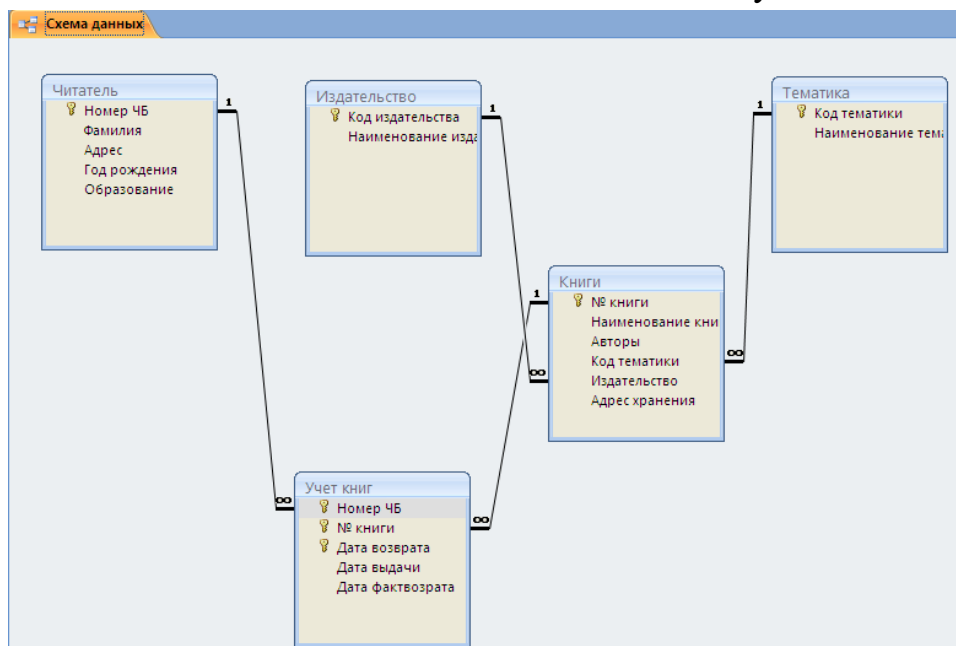 Схема данных
Читатель
Номер ЧБ
Фамилия
Адрес
Год рождения
Образование
1
Издательство
Код издательства
Наименование изда
1
Тематика
Код тематики
Наименование тема
1
Книги
№ книги
Наименование кни
Авторы
Код тематики
Издательство
Адрес хранения
1
∞
∞
Учет книг
Номер ЧБ
№ книги
Дата возврата
Дата выдачи
Дата фактвозрата
∞
∞